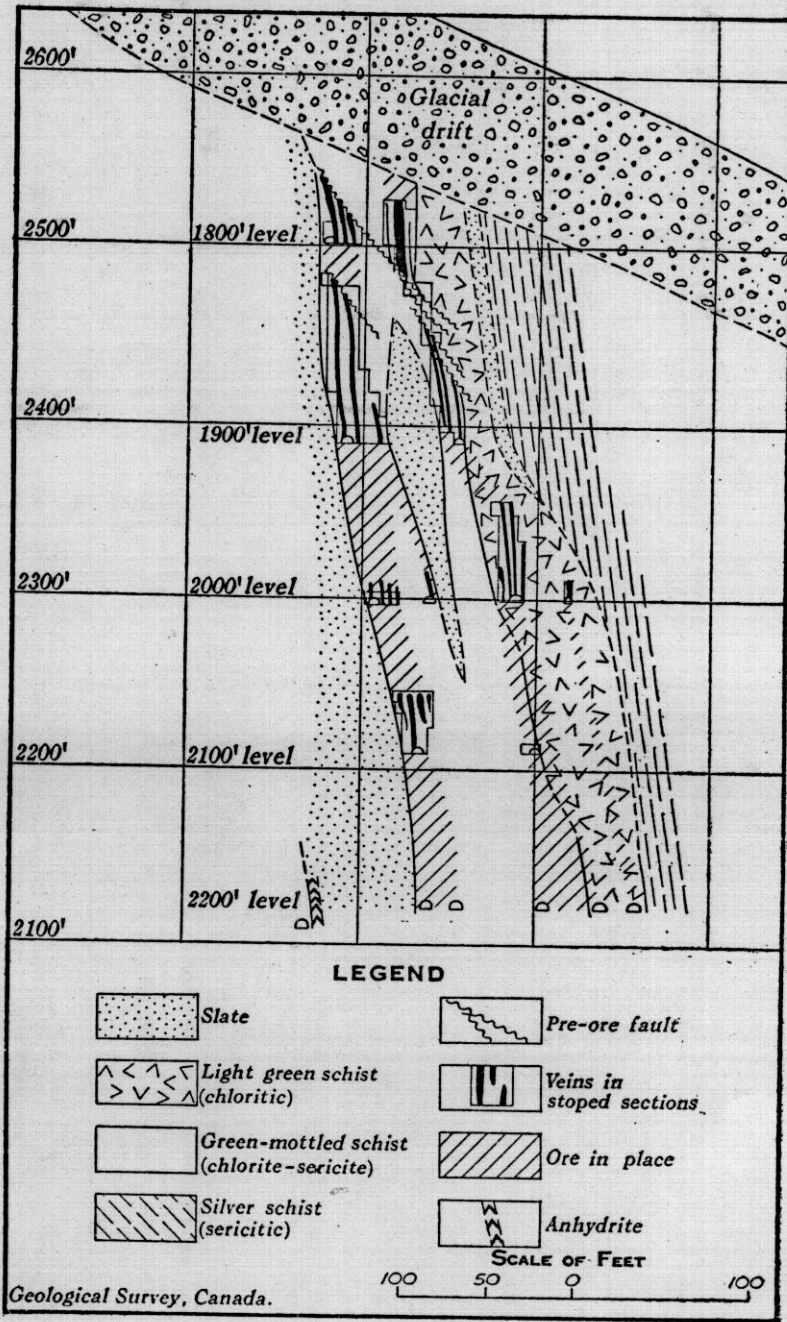 2600'
Glacial
drift
2500'
1800' level
2400'
1900' level
2300'
2000' level
2200'
2100' level
2200' level
2100'
LEGEND
Slate
Pre-ore fault
Light green schist
(chloritic)
Veins in
stoped sections
Green-mottled schist
(chlorite-sericite)
Ore in place
Silver schist
(sericitic)
Anhydrite
SCALE OF FEET
100 50 0 100
Geological Survey, Canada.